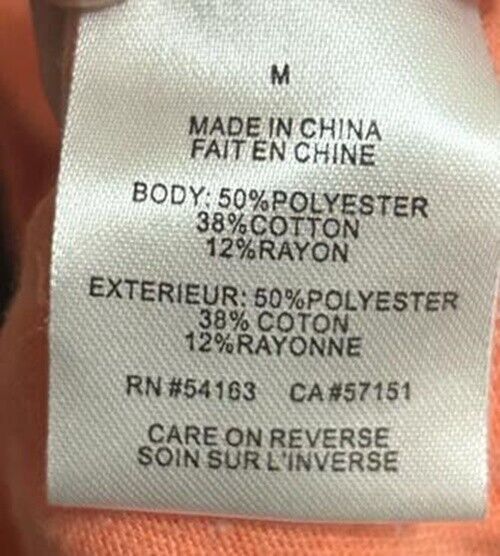 M
MADE IN CHINA
FAIT EN CHINE
BODY: 50%POLYESTER
38%COTTON
12%RAYON
EXTERIEUR: 50%POLYESTER
38% COTON
12%RAYONNE
RN #54163 CA#57151
CARE ON REVERSE
SOIN SUR L'INVERSE